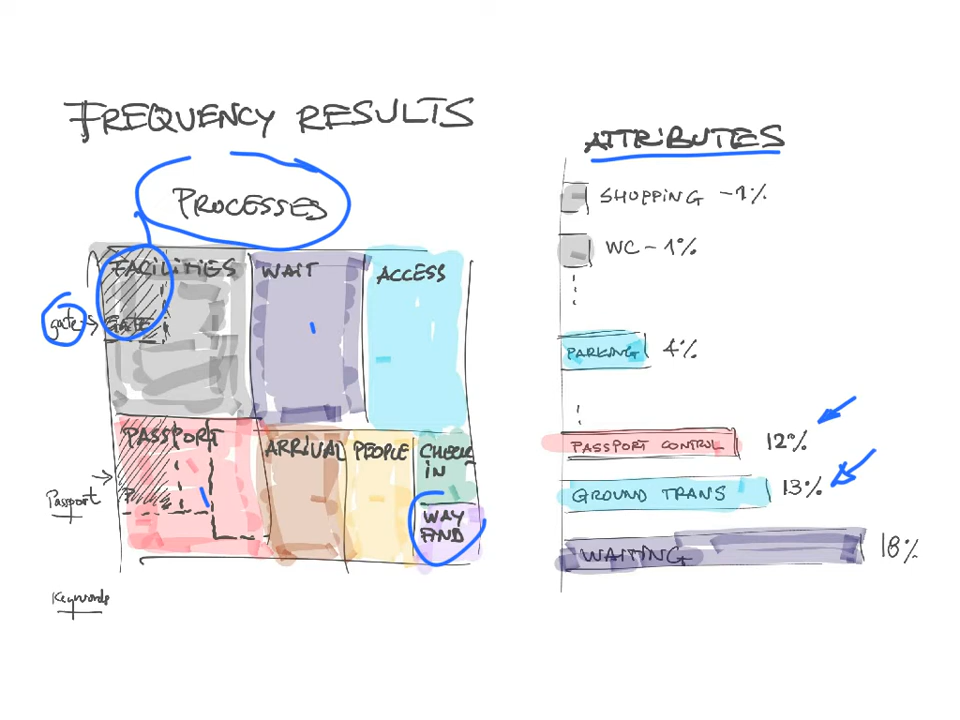 FREQUENCY RESULTS
PROCESSES
FACILITIES
WAIT
ACCESS
gate
GATE
PASSPORT
ARRIVAL
PEOPLE
CHECK
IN
Passport
P.
WAY
FIND
Keywords
ATTRIBUTES
SHOPPING -1%
WC - 1%
PARKING 4%
PASSPORT CONTROL 12%
GROUND TRANS 13%
WAITING 18%